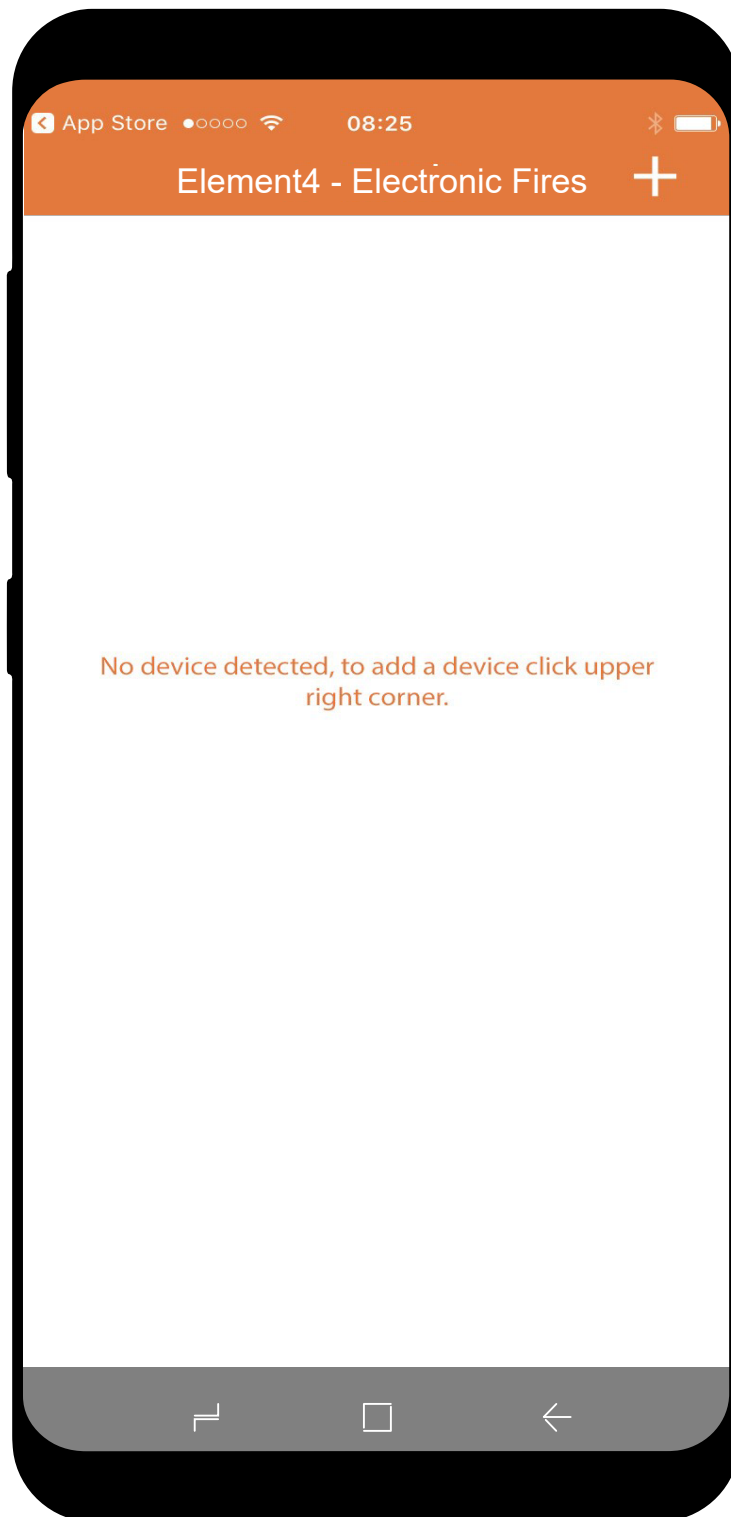 App Store 08:25
Element4 - Electronic Fires
No device detected, to add a device click upper
right corner.